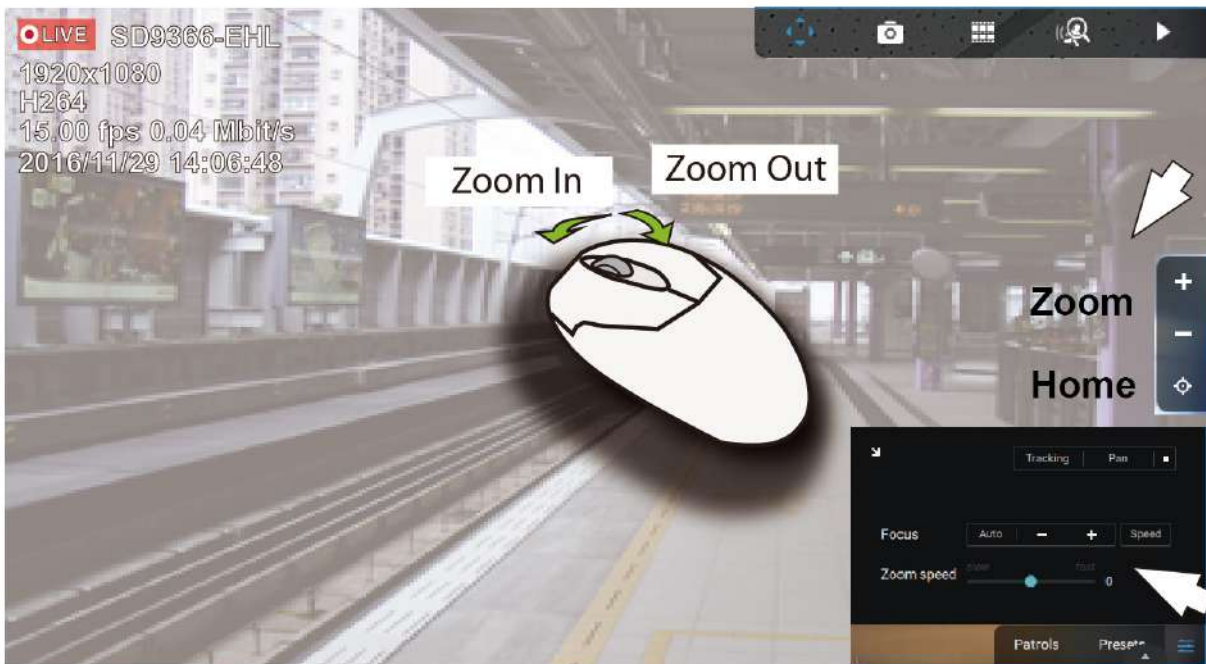 LIVE SD9366-EHL
1920x1080
H264
15.00 fps 0.04 Mbit/s
2016/11/29 14:06:48
Zoom In
Zoom Out
Zoom
Home
Tracking Pan
Focus Auto Speed
Zoom speed slow fast 0
Patrols Presets